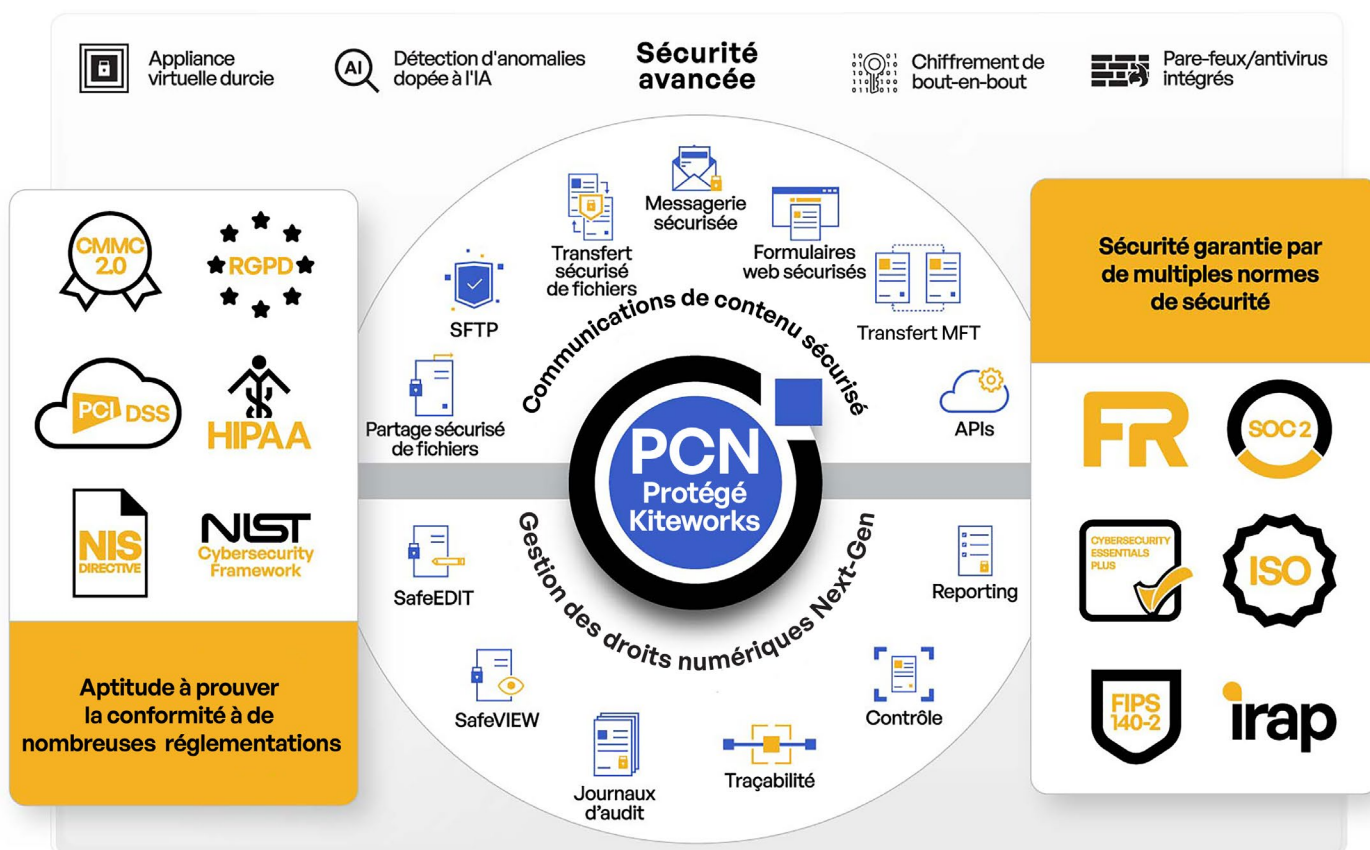 Appliance
virtuelle durcie
AI
Détection d'anomalies
dopée à l'IA
Sécurité
avancée
Chiffrement de
bout-en-bout
Pare-feux/antivirus
intégrés
CMMC
2.0
RGPD
PCI DSS
HIPAA
NIS
DIRECTIVE
NIST
Cybersecurity
Framework
Aptitude à prouver
la conformité à de
nombreuses réglementations
Partage sécurisé
de fichiers
SFTP
Transfert
sécurisé
de fichiers
Messagerie
sécurisée
Formulaires
web sécurisés
Transfert MFT
APIs
Communications de contenu sécurisé
PCN
Protégé
Kiteworks
Gestion des droits numériques Next-Gen
SafeEDIT
SafeVIEW
Journaux
d'audit
Traçabilité
Contrôle
Reporting
Sécurité garantie par
de multiples normes
de sécurité
FR
SOC 2
CYBERSECURITY
ESSENTIALS
PLUS
ISO
FIPS
140-2
irap